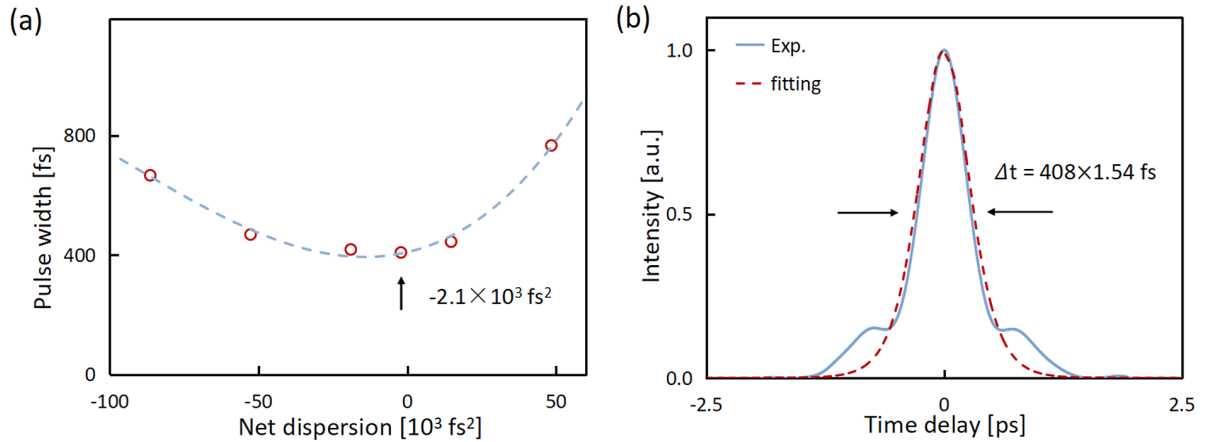 (a)
800
400
0
-100
-50
0
50
Pulse width [fs]
Net dispersion [10³ fs²]
-2.1×10³ fs²
(b)
Exp.
fitting
Δt = 408×1.54 fs
1.0
0.5
0.0
-2.5
0
2.5
Intensity [a.u.]
Time delay [ps]